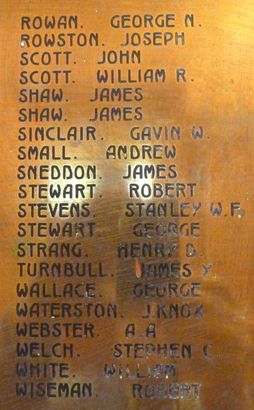 ROWAN. GEORGE N.
ROWSTON. JOSEPH
SCOTT. JOHN
SCOTT. WILLIAM R.
SHAW. JAMES
SHAW. JAMES
SINCLAIR. GAVIN W.
SMALL. ANDREW
SNEDDON. JAMES
STEWART. ROBERT
STEVENS. STANLEY W.F.
STEWART. GEORGE
STRANG. HENRY D.
TURNBULL. JAMES Y.
WALLACE. GEORGE
WATERSTON. J.KNOX
WEBSTER. A A
WELCH. STEPHEN C.
WHITE. WILLIAM
WISEMAN. ROBERT